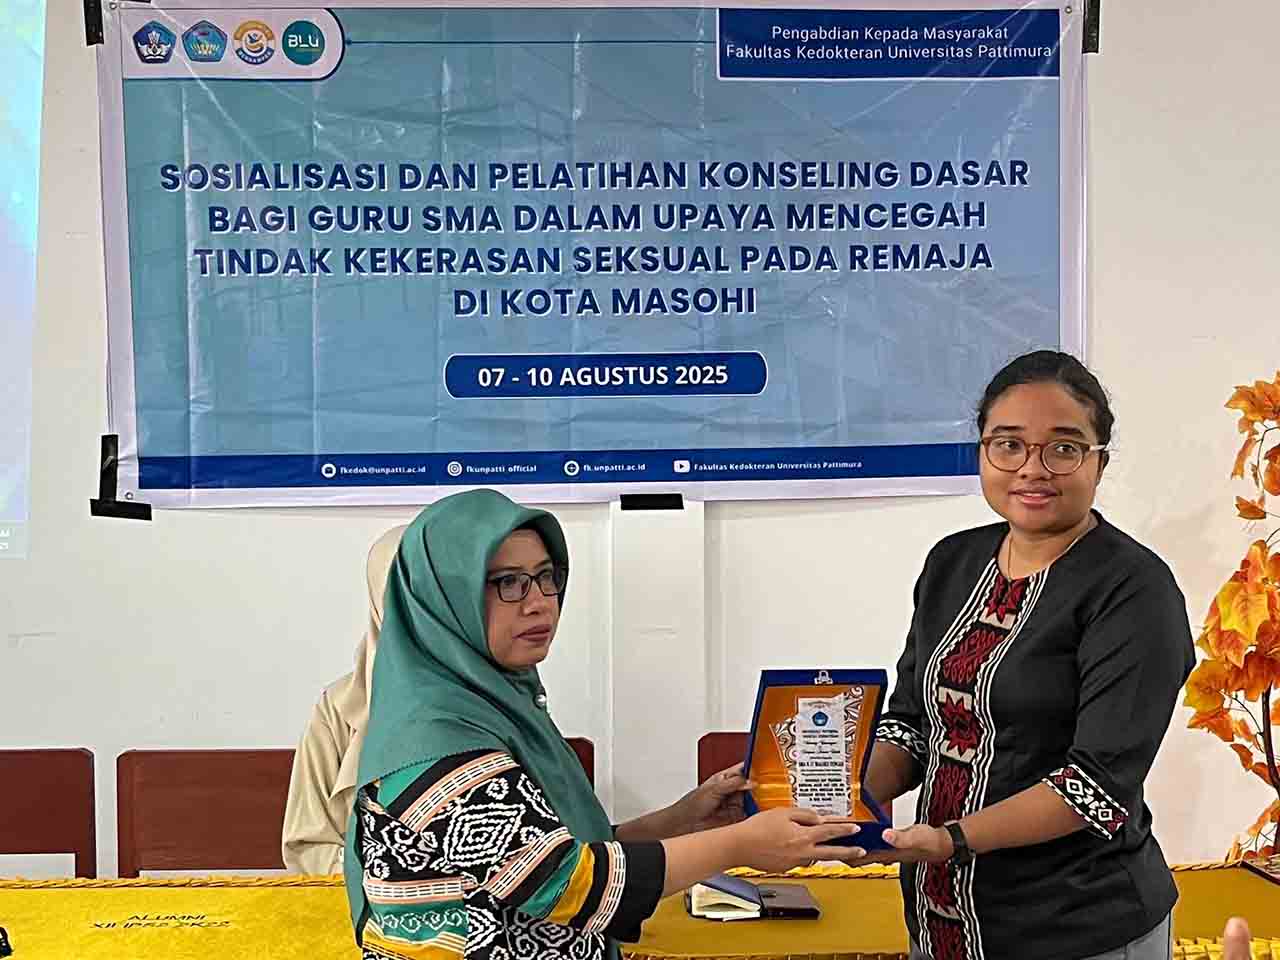 BLU
Pengabdian Kepada Masyarakat
Fakultas Kedokteran Universitas Pattimura
SOSIALISASI DAN PELATIHAN KONSELING DASAR
BAGI GURU SMA DALAM UPAYA MENCEGAH
TINDAK KEKERASAN SEKSUAL PADA REMAJA
DI KOTA MASOHI
07 - 10 AGUSTUS 2025
fkedok@unpatti.ac.id fkunpatti_official fk.unpatti.ac.id Fakultas Kedokteran Universitas Pattimura
ALUMNI